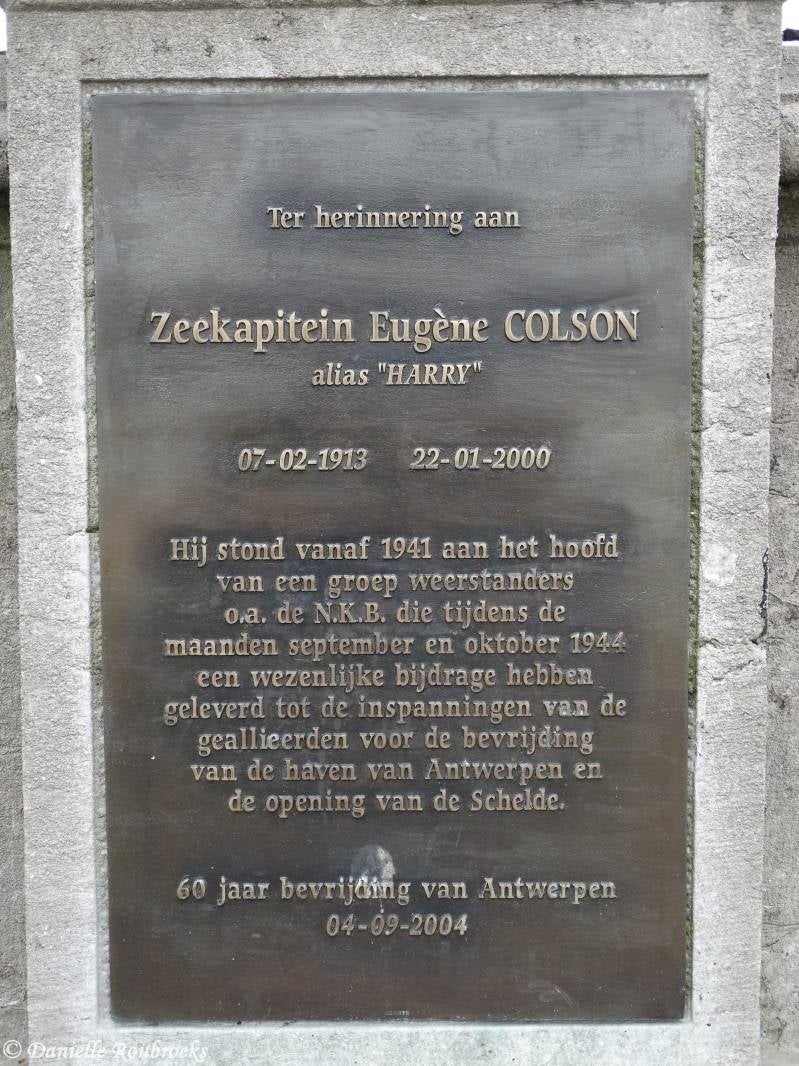 Ter herinnering aan
Zeekapitein Eugène COLSON
alias "HARRY"
07-02-1913 22-01-2000
Hij stond vanaf 1941 aan het hoofd
van een groep weerstanders
o.a. de N.K.B. die tijdens de
maanden september en oktober 1944
een wezenlijke bijdrage hebben
geleverd tot de inspanningen van de
geallieerden voor de bevrijding
van de haven van Antwerpen en
de opening van de Schelde.
60 jaar bevrijding van Antwerpen
04-09-2004
© Danielle Roubroeks